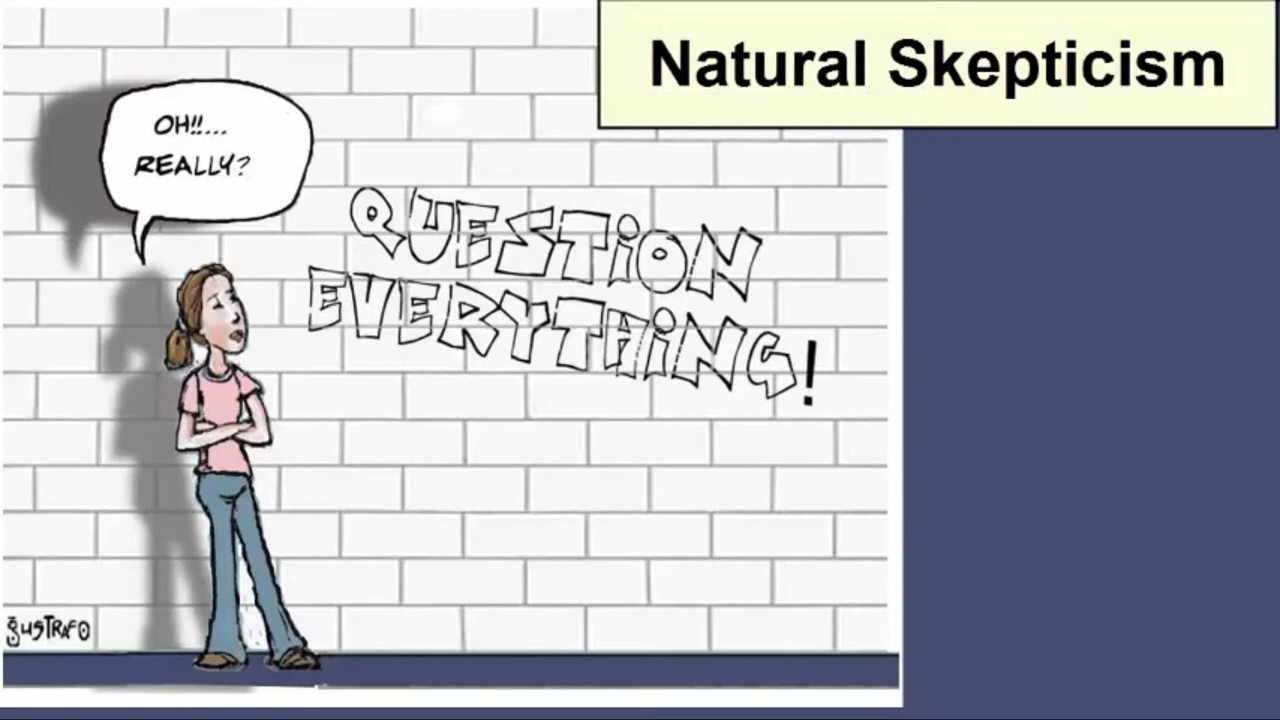 Natural Skepticism
OH!!...
REALLY?
QUESTION
EVERYTHING!
gUSTRAFO